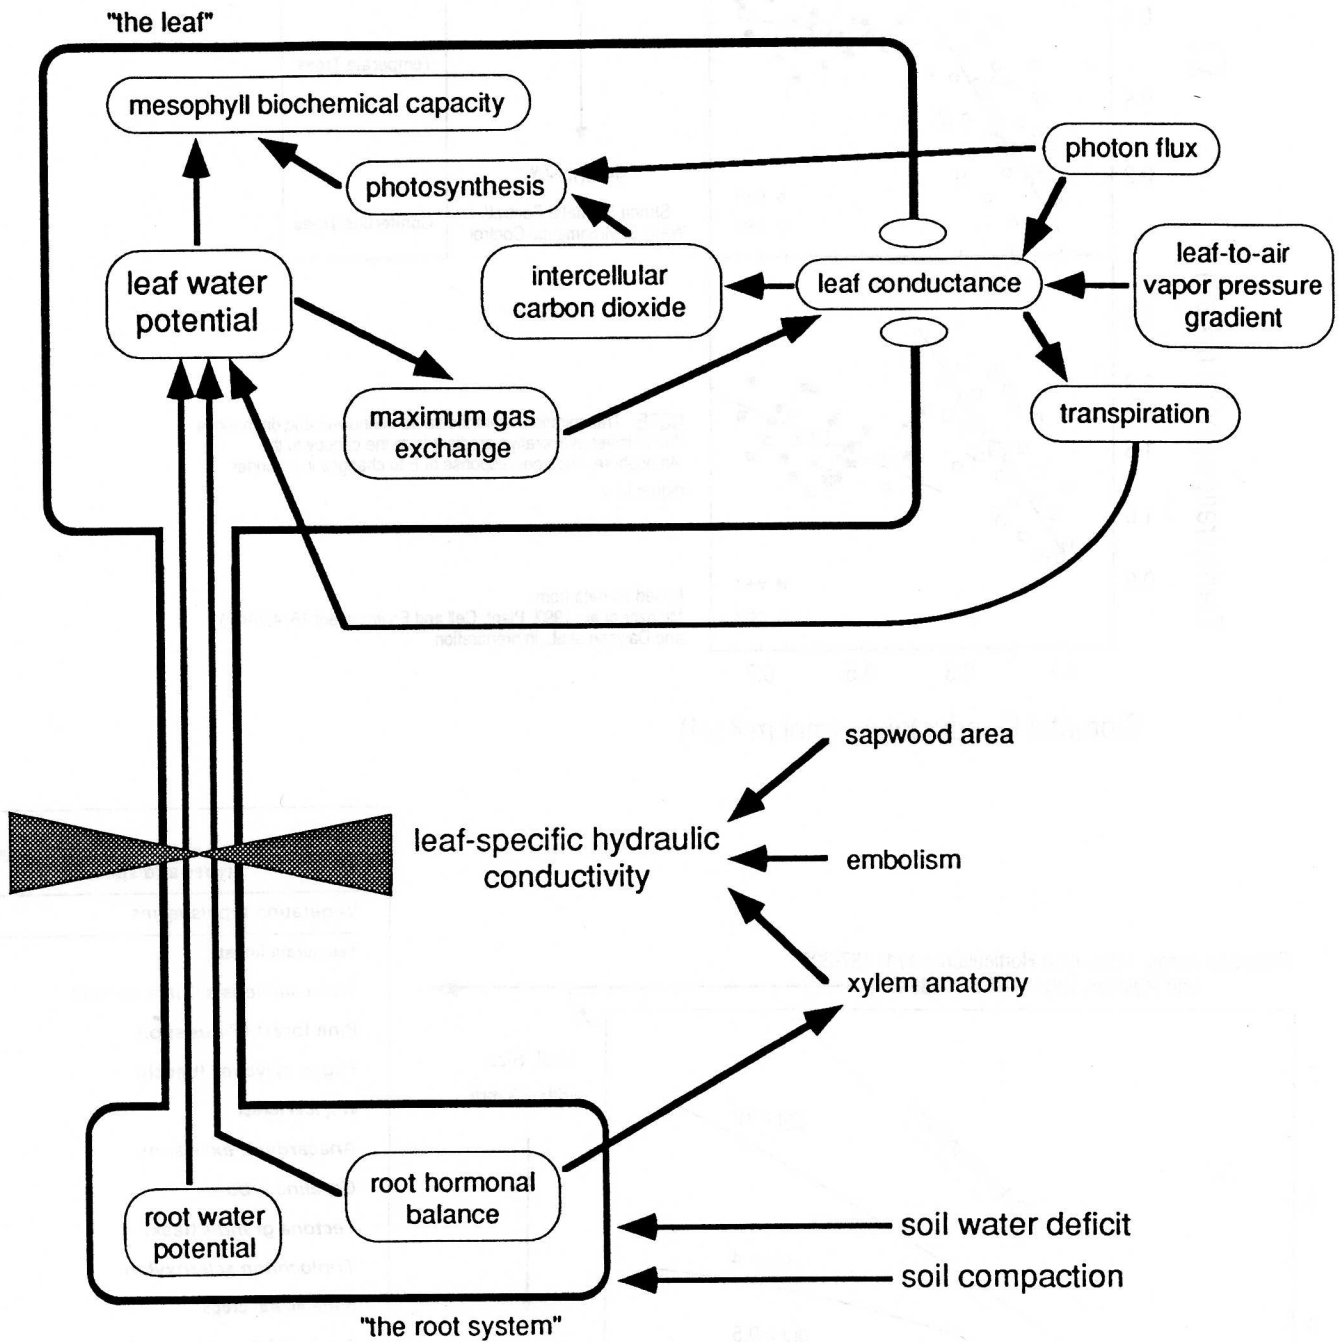 "the leaf"
mesophyll biochemical capacity
photosynthesis
photon flux
leaf water
potential
intercellular
carbon dioxide
leaf conductance
leaf-to-air
vapor pressure
gradient
maximum gas
exchange
transpiration
sapwood area
leaf-specific hydraulic
conductivity
embolism
xylem anatomy
root hormonal
balance
root water
potential
soil water deficit
soil compaction
"the root system"